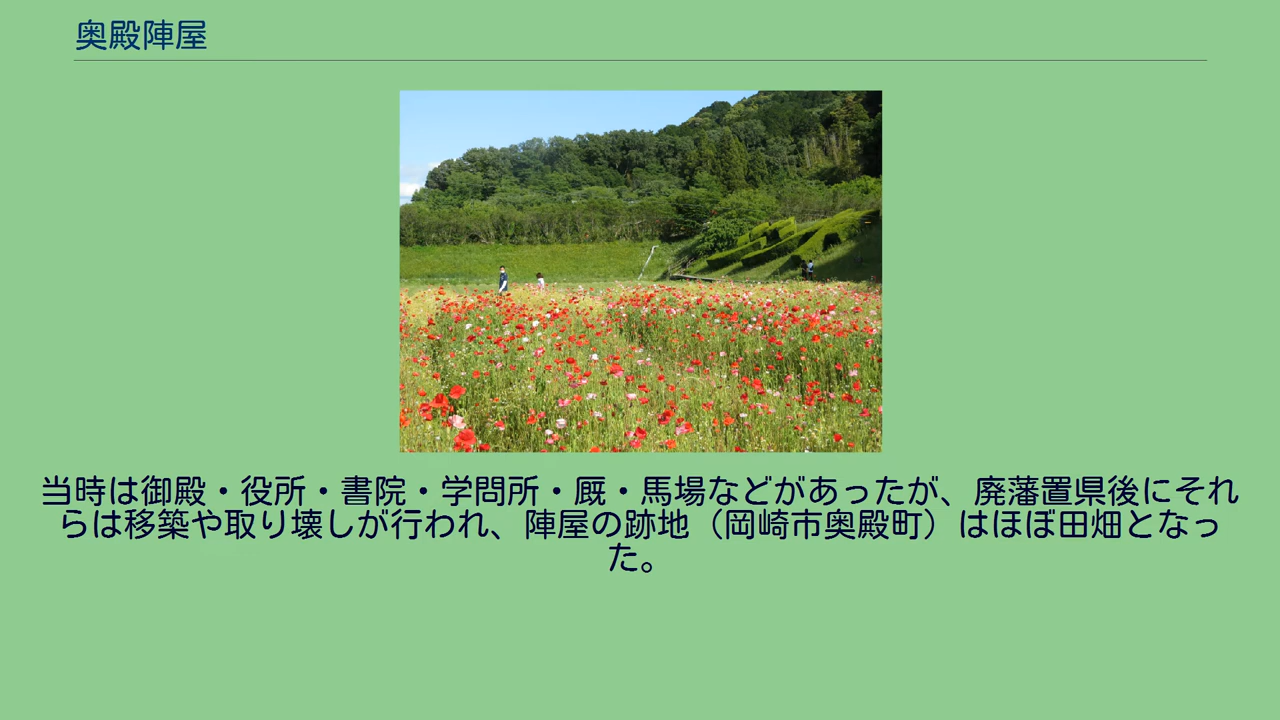 奥殿陣屋
当時は御殿・役所・書院・学問所・厩・馬場などがあったが、廃藩置県後にそれ
らは移築や取り壊しが行われ、陣屋の跡地（岡崎市奥殿町）はほぼ田畑となっ
た。